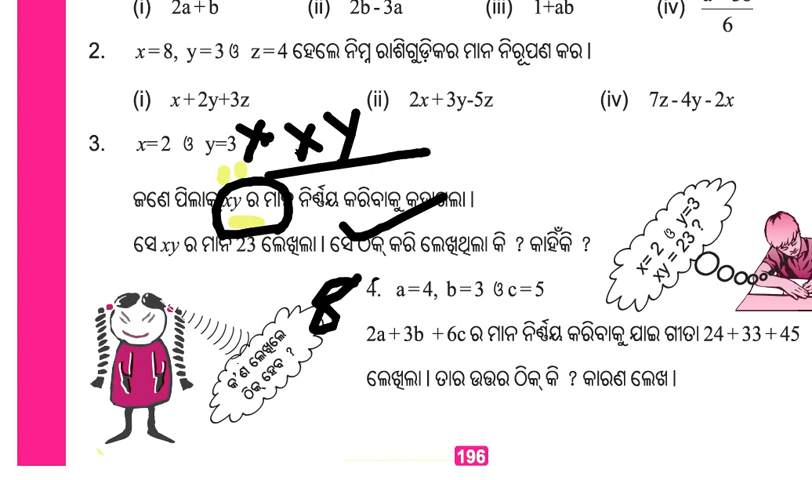 (i) 2a+b (ii) 2b-3a (iii) 1+ab (iv) 6
2. x=8, y=3 ଓ z=4 ହେଲେ ନିମ୍ନ ରାଶିଗୁଡ଼ିକର ମାନ ନିରୂପଣ କର।
(i) x+2y+3z (ii) 2x+3y-5z (iii) 7z-4y-2x
3. x=2 ଓ y=3 x x y
ଜଣେ ପିଲାକୁ xy ର ମାନ ନିର୍ଣ୍ଣୟ କରିବାକୁ କହାଗଲା।
ସେ xy ର ମାନ 23 ଲେଖିଲା। ସେ ଠିକ୍ କରି ଲେଖିଥିଲା କି ? କାହିଁକି ?
x=2 ଓ y=3
xy=23 ?
4. a=4, b=3 ଓ c=5
2a+3b +6c ର ମାନ ନିର୍ଣ୍ଣୟ କରିବାକୁ ଯାଇ ଗୀତା 24+33+45
ଲେଖିଲା। ତାର ଉତ୍ତର ଠିକ୍ କି ? କାରଣ ଲେଖ।
କ'ଣ ଲେଖିଲେ
ଠିକ୍ ହେବ ?
196